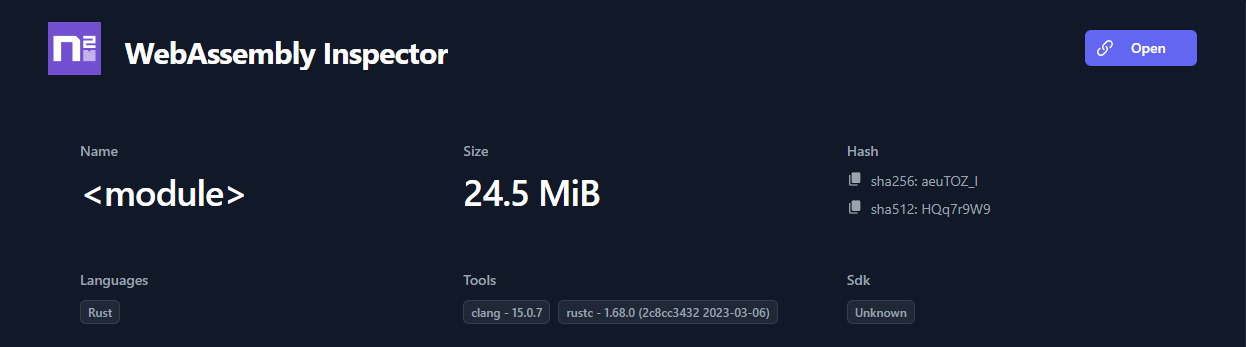 n2
WebAssembly Inspector
Open
Name
Size
Hash
<module>
24.5 MiB
sha256: aeuTOZ_I
sha512: HQq7r9W9
Languages
Tools
Sdk
Rust
clang - 15.0.7
rustc - 1.68.0 (2c8cc3432 2023-03-06)
Unknown